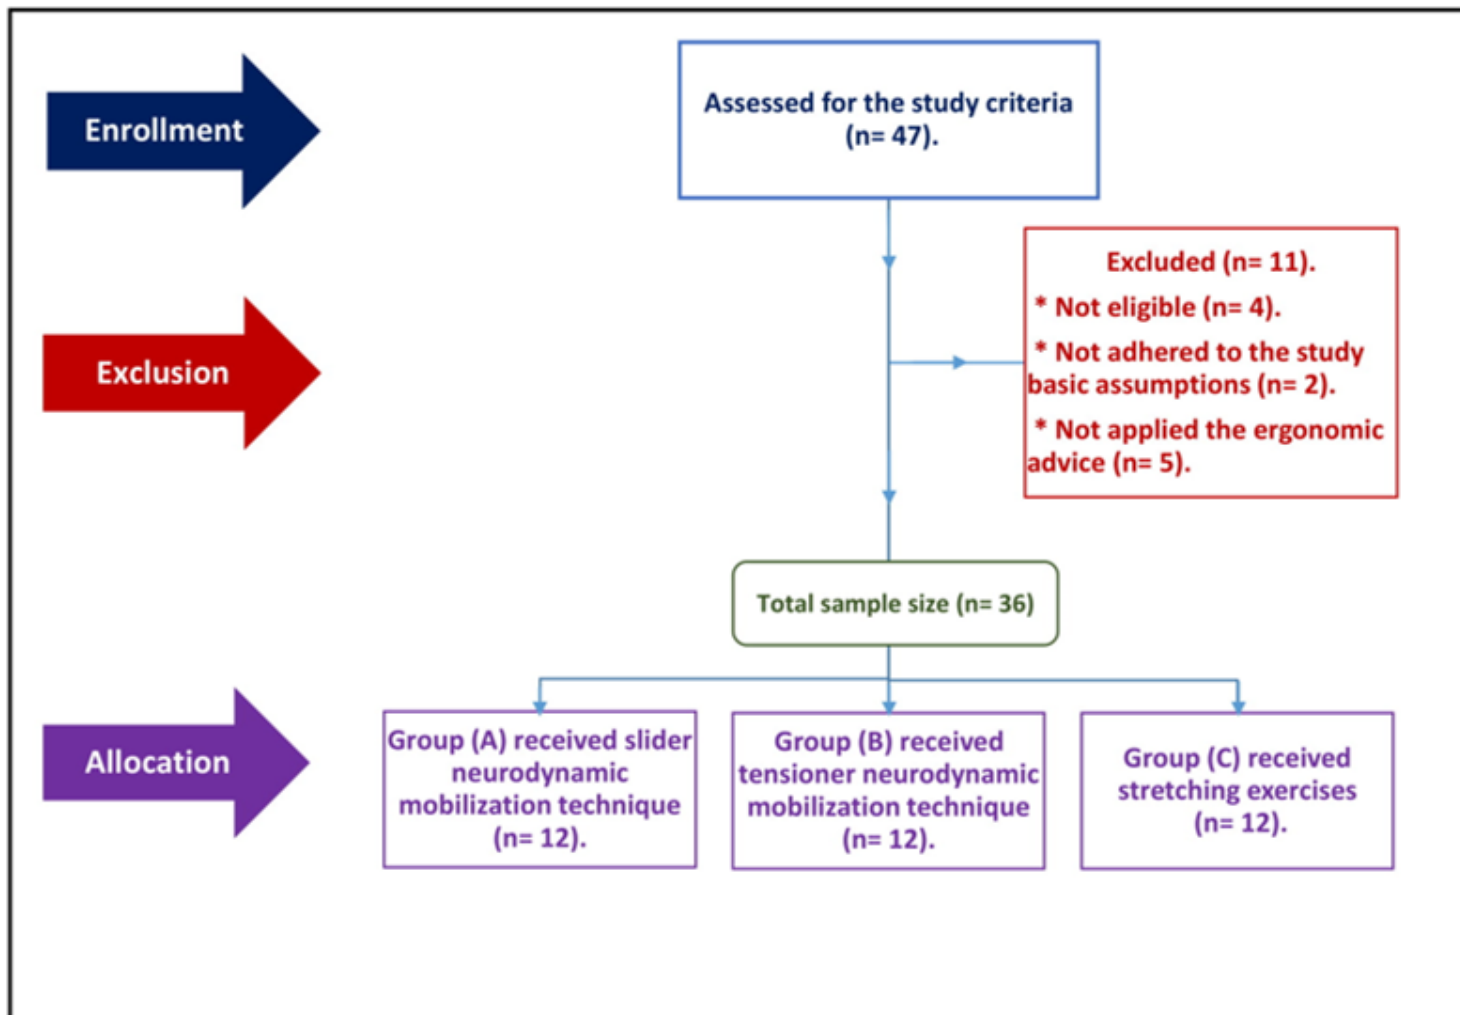 Enrollment
Assessed for the study criteria
(n= 47).
Exclusion
Excluded (n= 11).
* Not eligible (n= 4).
* Not adhered to the study
basic assumptions (n= 2).
* Not applied the ergonomic
advice (n= 5).
Total sample size (n= 36)
Allocation
Group (A) received slider
neurodynamic
mobilization technique
(n= 12).
Group (B) received
tensioner neurodynamic
mobilization technique
(n= 12).
Group (C) received
stretching exercises
(n= 12).